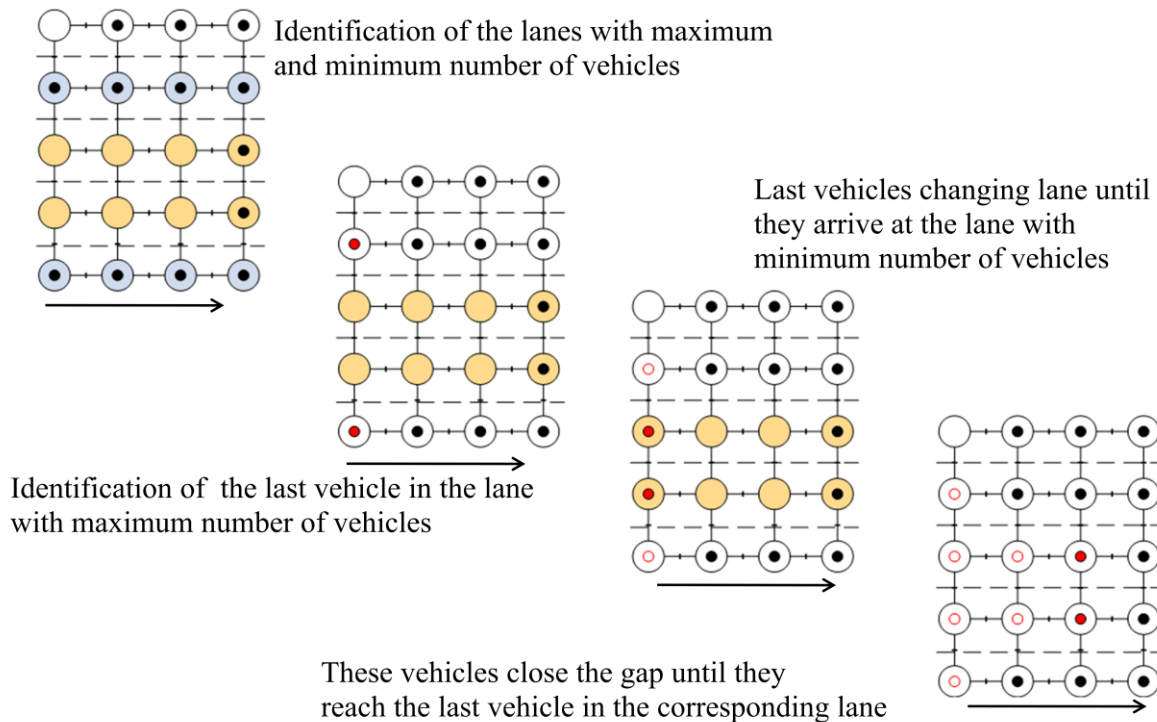 Identification of the lanes with maximum
and minimum number of vehicles
Identification of the last vehicle in the lane
with maximum number of vehicles
Last vehicles changing lane until
they arrive at the lane with
minimum number of vehicles
These vehicles close the gap until they
reach the last vehicle in the corresponding lane